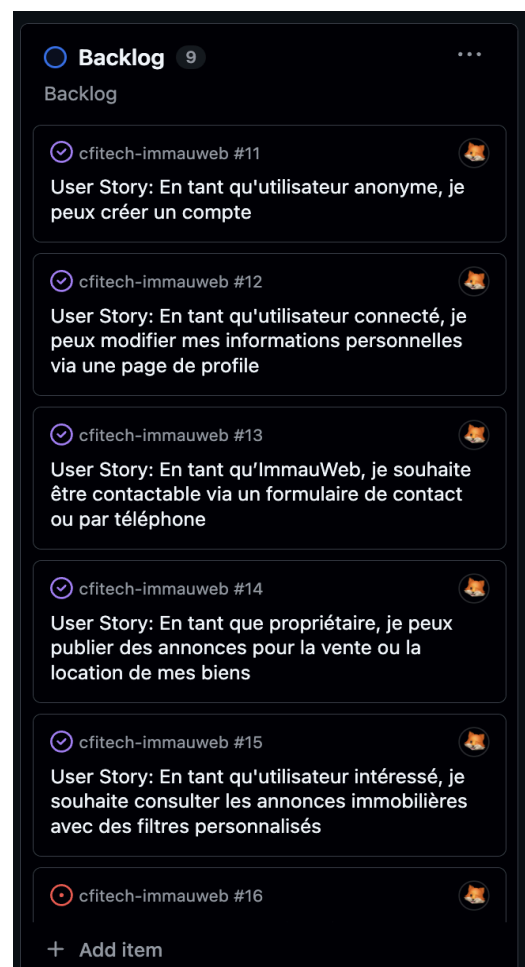 Backlog 9
Backlog
cfitech-immauweb #11
User Story: En tant qu'utilisateur anonyme, je
peux créer un compte
cfitech-immauweb #12
User Story: En tant qu'utilisateur connecté, je
peux modifier mes informations personnelles
via une page de profile
cfitech-immauweb #13
User Story: En tant qu’ImmauWeb, je souhaite
être contactable via un formulaire de contact
ou par téléphone
cfitech-immauweb #14
User Story: En tant que propriétaire, je peux
publier des annonces pour la vente ou la
location de mes biens
cfitech-immauweb #15
User Story: En tant qu'utilisateur intéressé, je
souhaite consulter les annonces immobilières
avec des filtres personnalisés
cfitech-immauweb #16
+ Add item